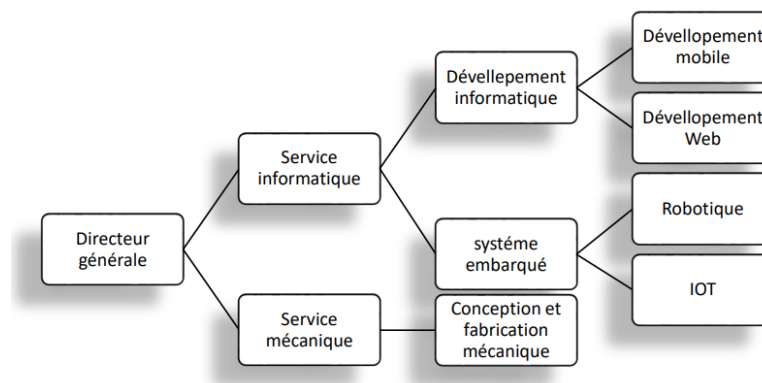 Directeur
générale
Service
informatique
Service
mécanique
Dévellepement
informatique
systéme
embarqué
Conception et
fabrication
mécanique
Dévellopement
mobile
Dévellopement
Web
Robotique
IOT